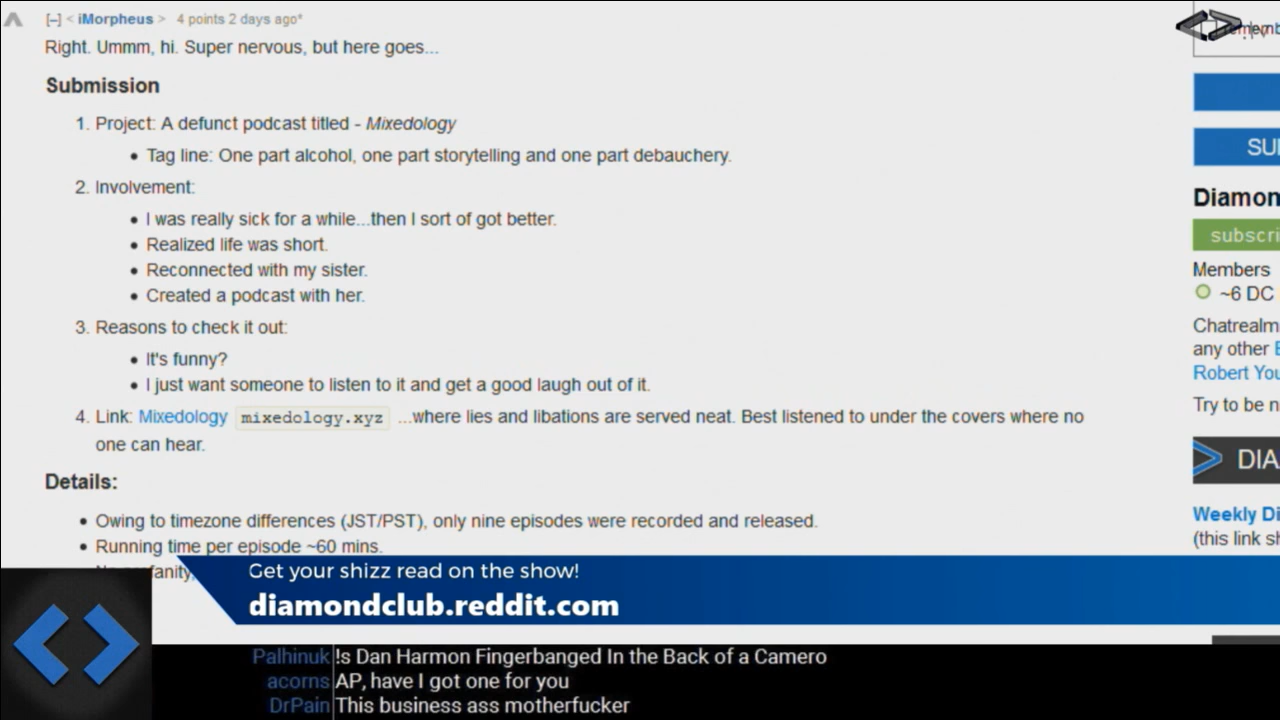 [–] < iMorpheus > 4 points 2 days ago*
Right. Ummm, hi. Super nervous, but here goes...
Submission
1. Project: A defunct podcast titled - Mixedology
• Tag line: One part alcohol, one part storytelling and one part debauchery.
2. Involvement:
• I was really sick for a while...then I sort of got better.
• Realized life was short.
• Reconnected with my sister.
• Created a podcast with her.
3. Reasons to check it out:
• It's funny?
• I just want someone to listen to it and get a good laugh out of it.
4. Link: Mixedology mixedology.xyz ...where lies and libations are served neat. Best listened to under the covers where no
one can hear.
Details:
• Owing to timezone differences (JST/PST), only nine episodes were recorded and released.
• Running time per episode ~60 mins.
SU
Diamon
subscri
Members
~6 DC
Chatrealm
any other
Robert You
Try to be n
DIA
Weekly Di
(this link sh
Get your shizz read on the show!
diamondclub.reddit.com
Palhinuk !s Dan Harmon Fingerbanged In the Back of a Camero
acorns AP, have I got one for you
DrPain This business ass motherfucker